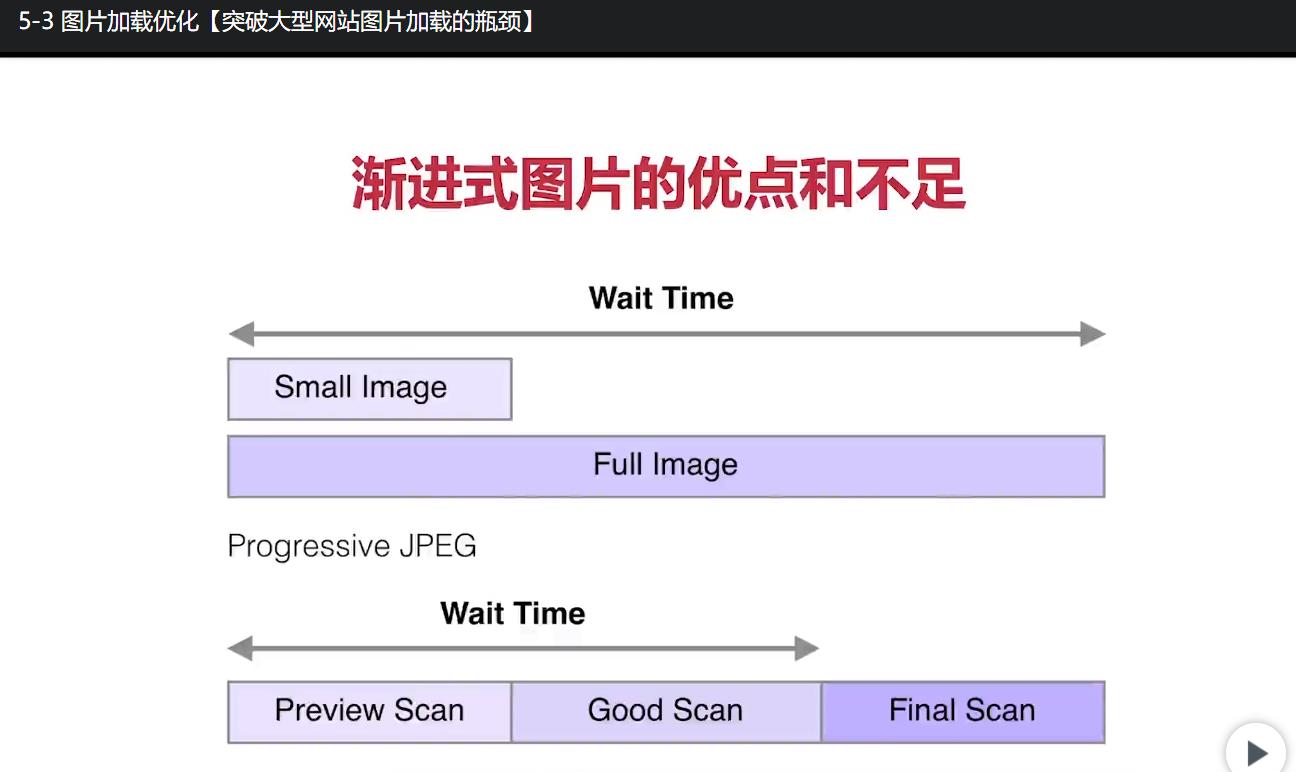 5-3 图片加载优化【突破大型网站图片加载的瓶颈】
渐进式图片的优点和不足
Wait Time
Small Image
Full Image
Progressive JPEG
Wait Time
Preview Scan Good Scan Final Scan